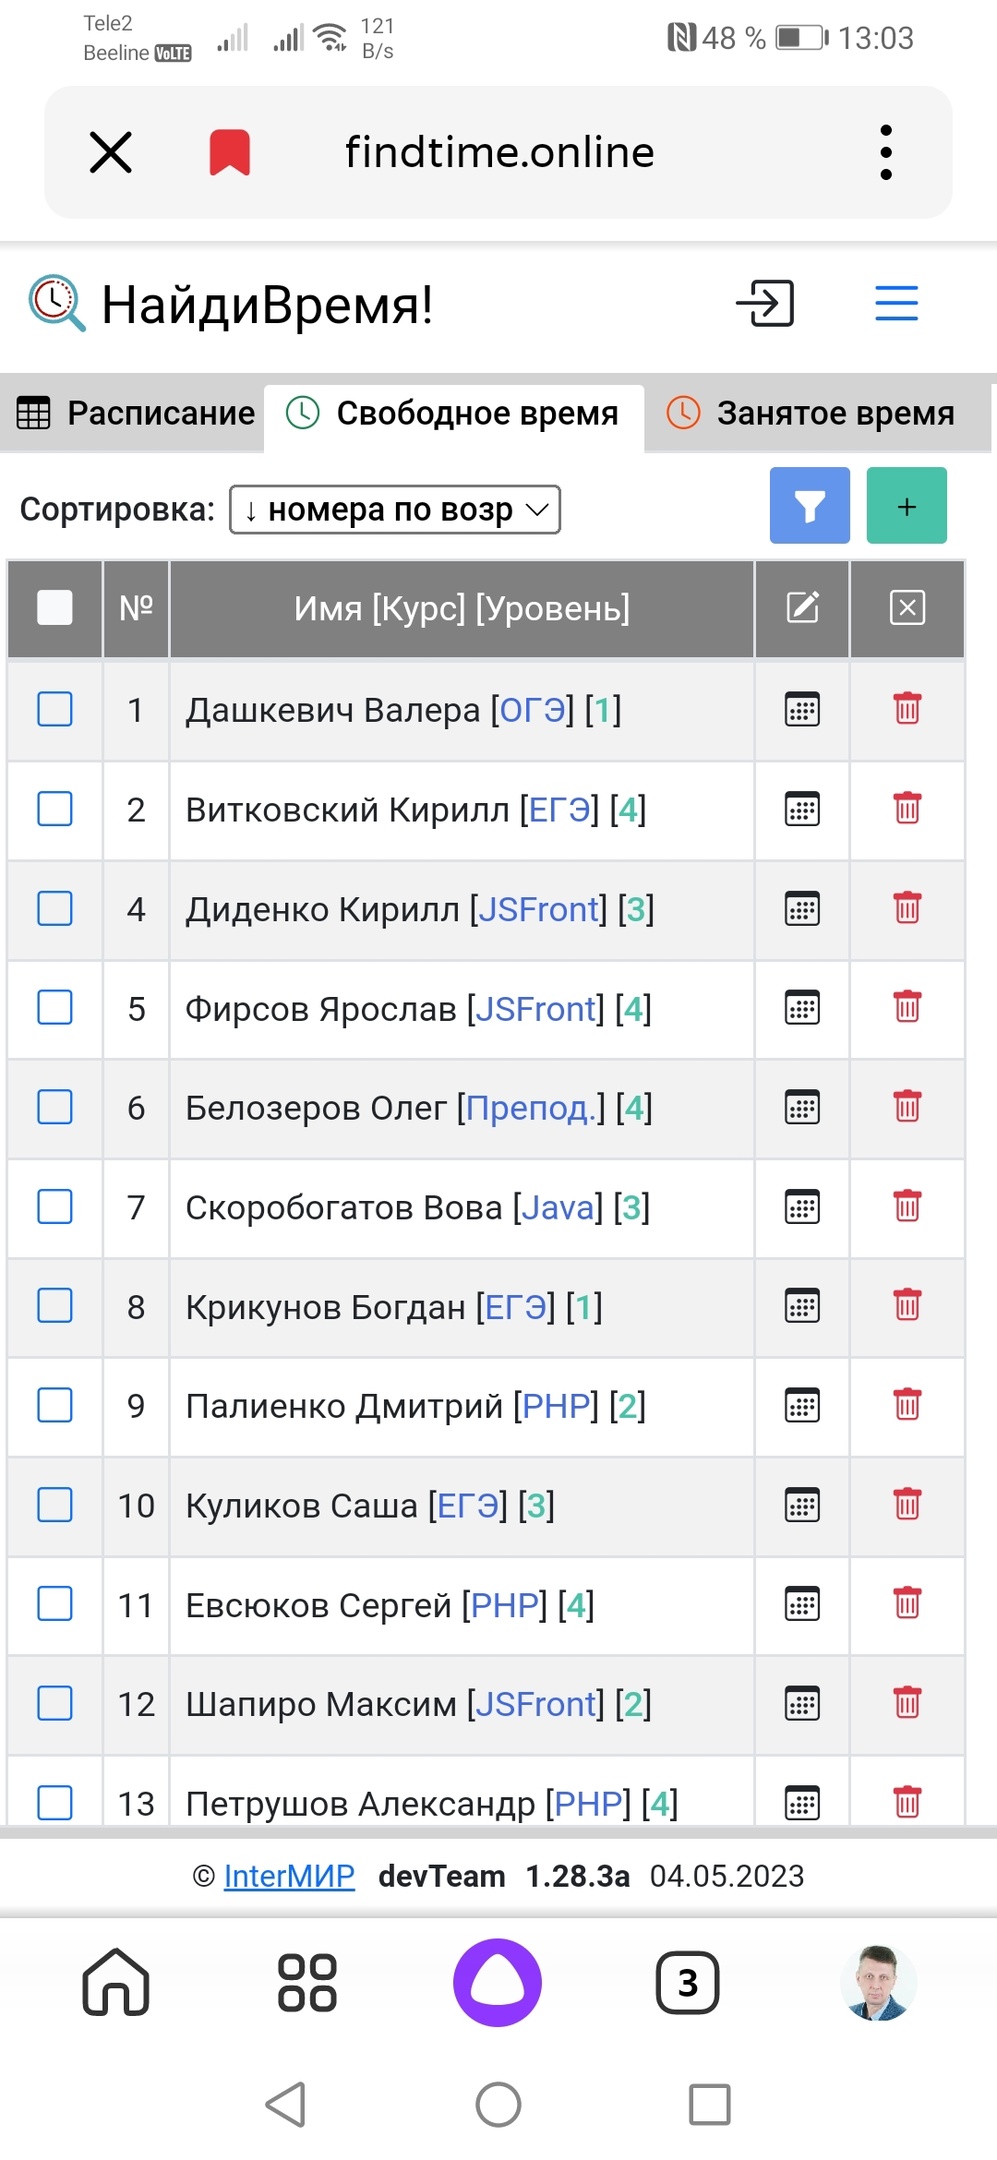 Tele2
Beeline VoLTE
121 B/s
48 % 13:03
findtime.online
НайдиВремя!
Расписание Свободное время Занятое время
Сортировка: ↓ номера по возр +
№ Имя [Курс] [Уровень]
1 Дашкевич Валера [ОГЭ] [1]
2 Витковский Кирилл [ЕГЭ] [4]
4 Диденко Кирилл [JSFront] [3]
5 Фирсов Ярослав [JSFront] [4]
6 Белозеров Олег [Препод.] [4]
7 Скоробогатов Вова [Java] [3]
8 Крикунов Богдан [ЕГЭ] [1]
9 Палиенко Дмитрий [PHP] [2]
10 Куликов Саша [ЕГЭ] [3]
11 Евсюков Сергей [PHP] [4]
12 Шапиро Максим [JSFront] [2]
13 Петрушов Александр [PHP] [4]
© InterМИР devTeam 1.28.3a 04.05.2023
3